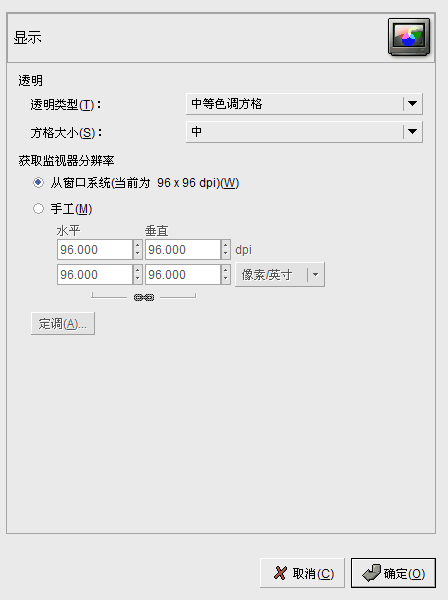 显示
透明
透明类型(T)： 中等色调方格
方格大小(S)： 中
获取监视器分辨率
从窗口系统(当前为 96 x 96 dpi)(W)
手工(M)
水平 垂直
96.000 96.000 dpi
96.000 96.000 像素/英寸
定调(A)...
取消(C) 确定(O)